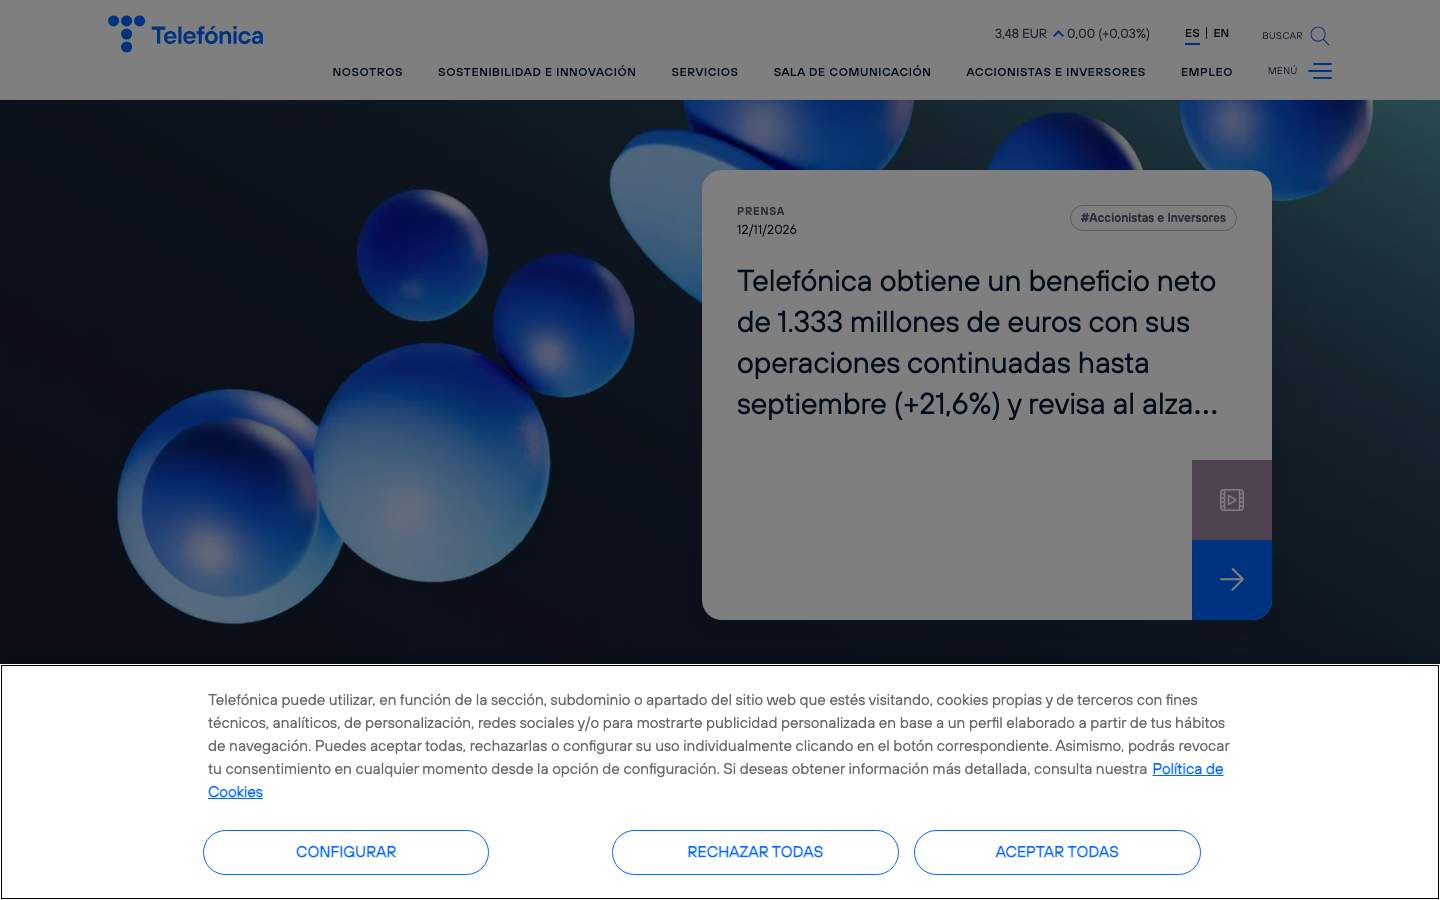 Telefónica
3,48 EUR 0,00 (+0,03%)
ES | EN
BUSCAR
NOSOTROS
SOSTENIBILIDAD E INNOVACIÓN
SERVICIOS
SALA DE COMUNICACIÓN
ACCIONISTAS E INVERSORES
EMPLEO
MENÚ
PRENSA
12/11/2026
#Accionistas e Inversores
Telefónica obtiene un beneficio neto
de 1.333 millones de euros con sus
operaciones continuadas hasta
septiembre (+21,6%) y revisa al alza...
Telefónica puede utilizar, en función de la sección, subdominio o apartado del sitio web que estés visitando, cookies propias y de terceros con fines
técnicos, analíticos, de personalización, redes sociales y/o para mostrarte publicidad personalizada en base a un perfil elaborado a partir de tus hábitos
de navegación. Puedes aceptar todas, rechazarlas o configurar su uso individualmente clicando en el botón correspondiente. Asimismo, podrás revocar
tu consentimiento en cualquier momento desde la opción de configuración. Si deseas obtener información más detallada, consulta nuestra Política de
Cookies
CONFIGURAR
RECHAZAR TODAS
ACEPTAR TODAS